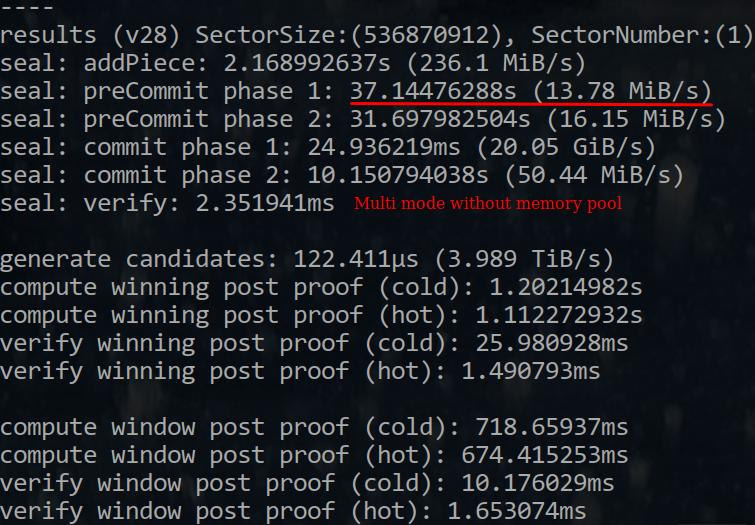 ----
results (v28) SectorSize:(536870912), SectorNumber:(1)
seal: addPiece: 2.168992637s (236.1 MiB/s)
seal: preCommit phase 1: 37.14476288s (13.78 MiB/s)
seal: preCommit phase 2: 31.697982504s (16.15 MiB/s)
seal: commit phase 1: 24.936219ms (20.05 GiB/s)
seal: commit phase 2: 10.150794038s (50.44 MiB/s)
seal: verify: 2.351941ms Multi mode without memory pool
generate candidates: 122.411µs (3.989 TiB/s)
compute winning post proof (cold): 1.20214982s
compute winning post proof (hot): 1.112272932s
verify winning post proof (cold): 25.980928ms
verify winning post proof (hot): 1.490793ms
compute window post proof (cold): 718.65937ms
compute window post proof (hot): 674.415253ms
verify window post proof (cold): 10.176029ms
verify window post proof (hot): 1.653074ms